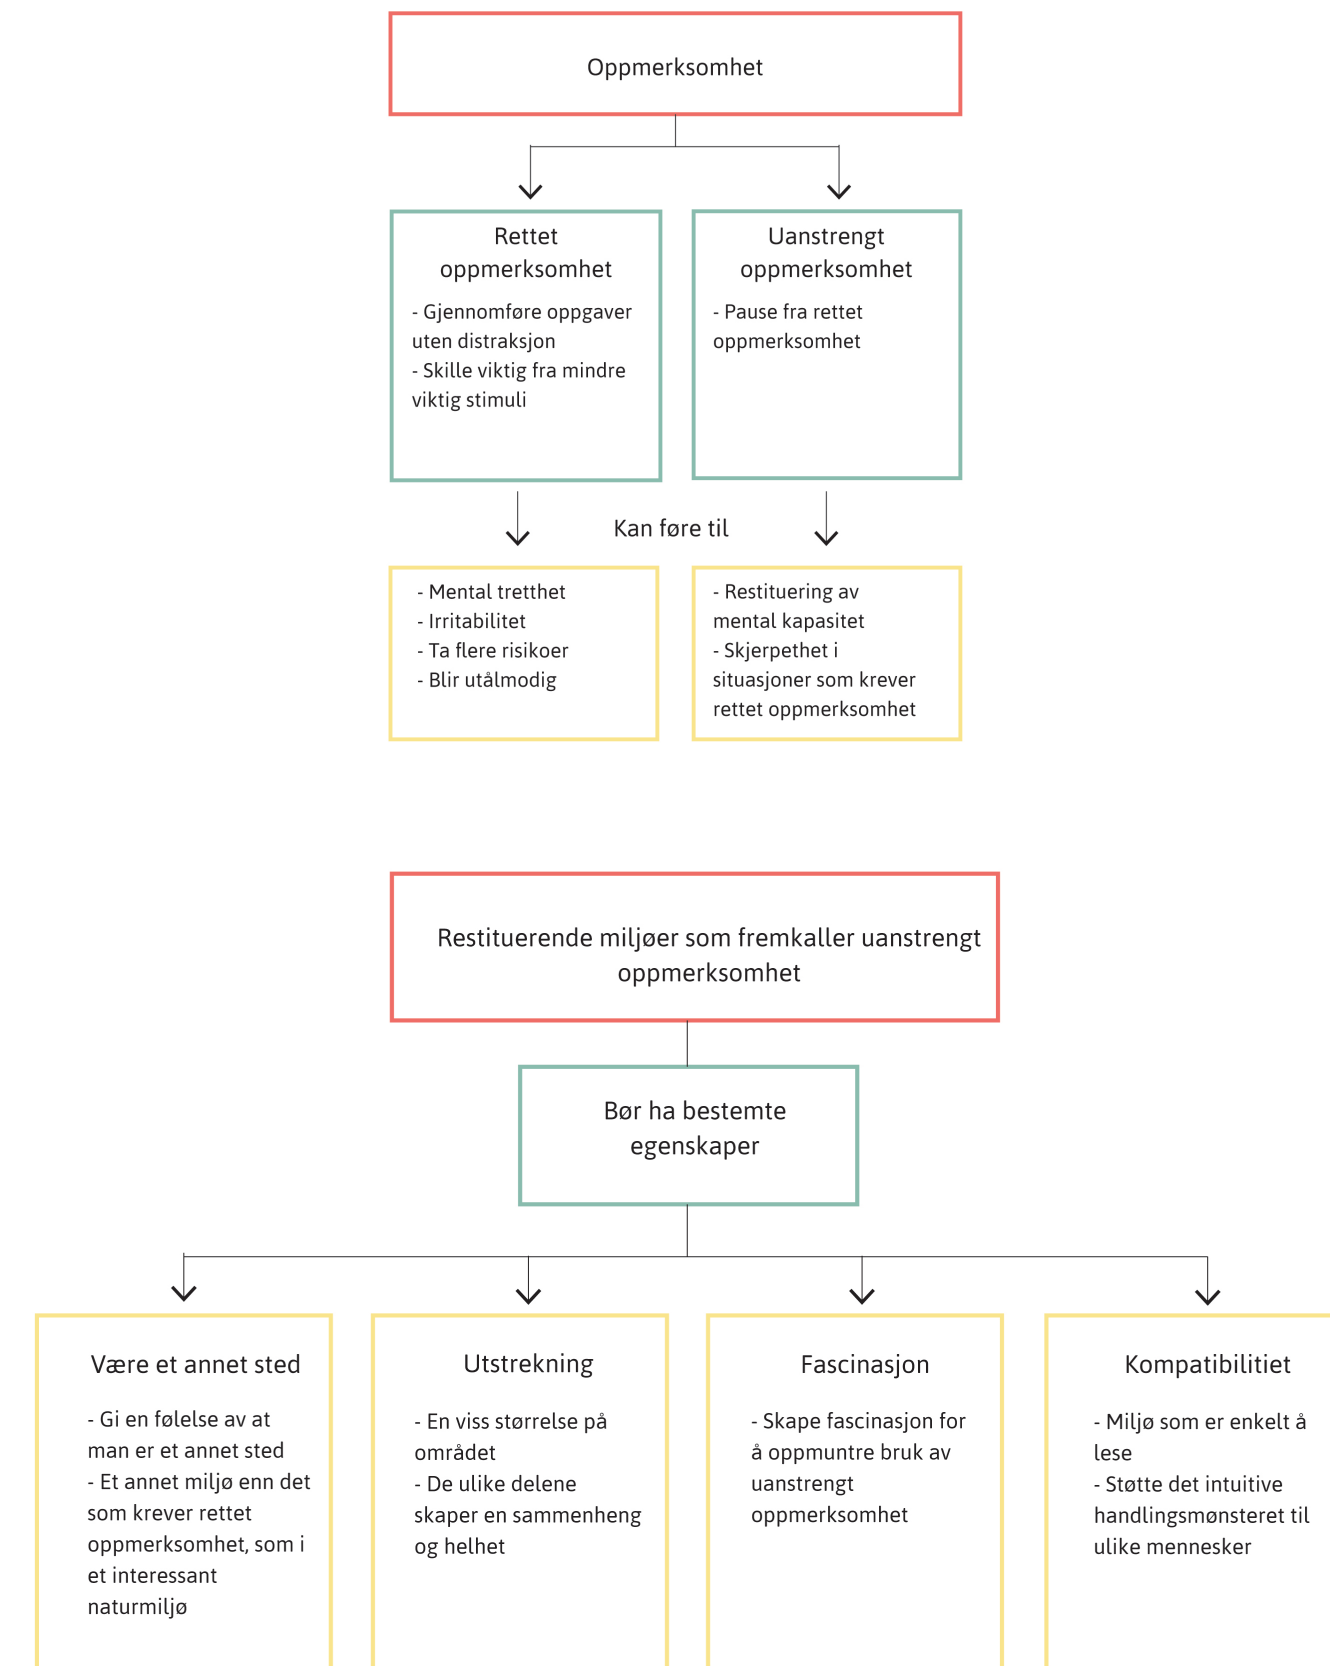 Oppmerksomhet
Rettet
oppmerksomhet
- Gjennomføre oppgaver
uten distraksjon
- Skille viktig fra mindre
viktig stimuli
Uanstrengt
oppmerksomhet
- Pause fra rettet
oppmerksomhet
Kan føre til
- Mental tretthet
- Irritabilitet
- Ta flere risikoer
- Blir utålmodig
- Restituering av
mental kapasitet
- Skjerpethet i
situasjoner som krever
rettet oppmerksomhet
Restituerende miljøer som fremkaller uanstrengt
oppmerksomhet
Bør ha bestemte
egenskaper
Være et annet sted
- Gi en følelse av at
man er et annet sted
- Et annet miljø enn det
som krever rettet
oppmerksomhet, som i
et interessant
naturmiljø
Utstrekning
- En viss størrelse på
området
- De ulike delene
skaper en sammenheng
og helhet
Fascinasjon
- Skape fascinasjon for
å oppmuntre bruk av
uanstrengt
oppmerksomhet
Kompatibilitiet
- Miljø som er enkelt å
lese
- Støtte det intuitive
handlingsmønsteret til
ulike mennesker